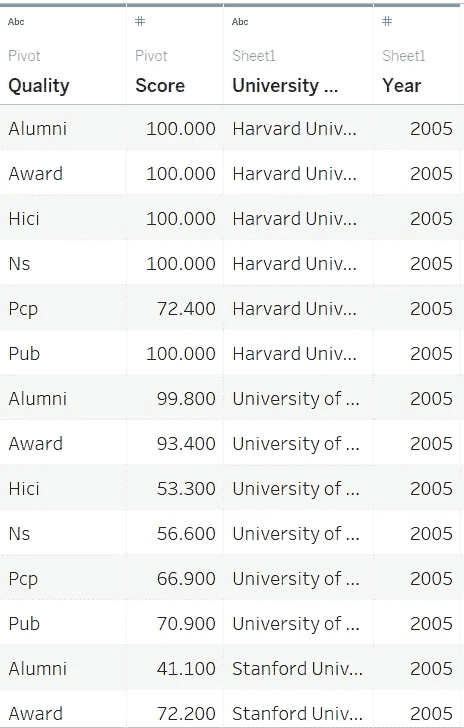 Abc # Abc #
Pivot Pivot Sheet1 Sheet1
Quality Score University ... Year
Alumni 100.000 Harvard Univ... 2005
Award 100.000 Harvard Univ... 2005
Hici 100.000 Harvard Univ... 2005
Ns 100.000 Harvard Univ... 2005
Pcp 72.400 Harvard Univ... 2005
Pub 100.000 Harvard Univ... 2005
Alumni 99.800 University of ... 2005
Award 93.400 University of ... 2005
Hici 53.300 University of ... 2005
Ns 56.600 University of ... 2005
Pcp 66.900 University of ... 2005
Pub 70.900 University of ... 2005
Alumni 41.100 Stanford Univ... 2005
Award 72.200 Stanford Univ... 2005